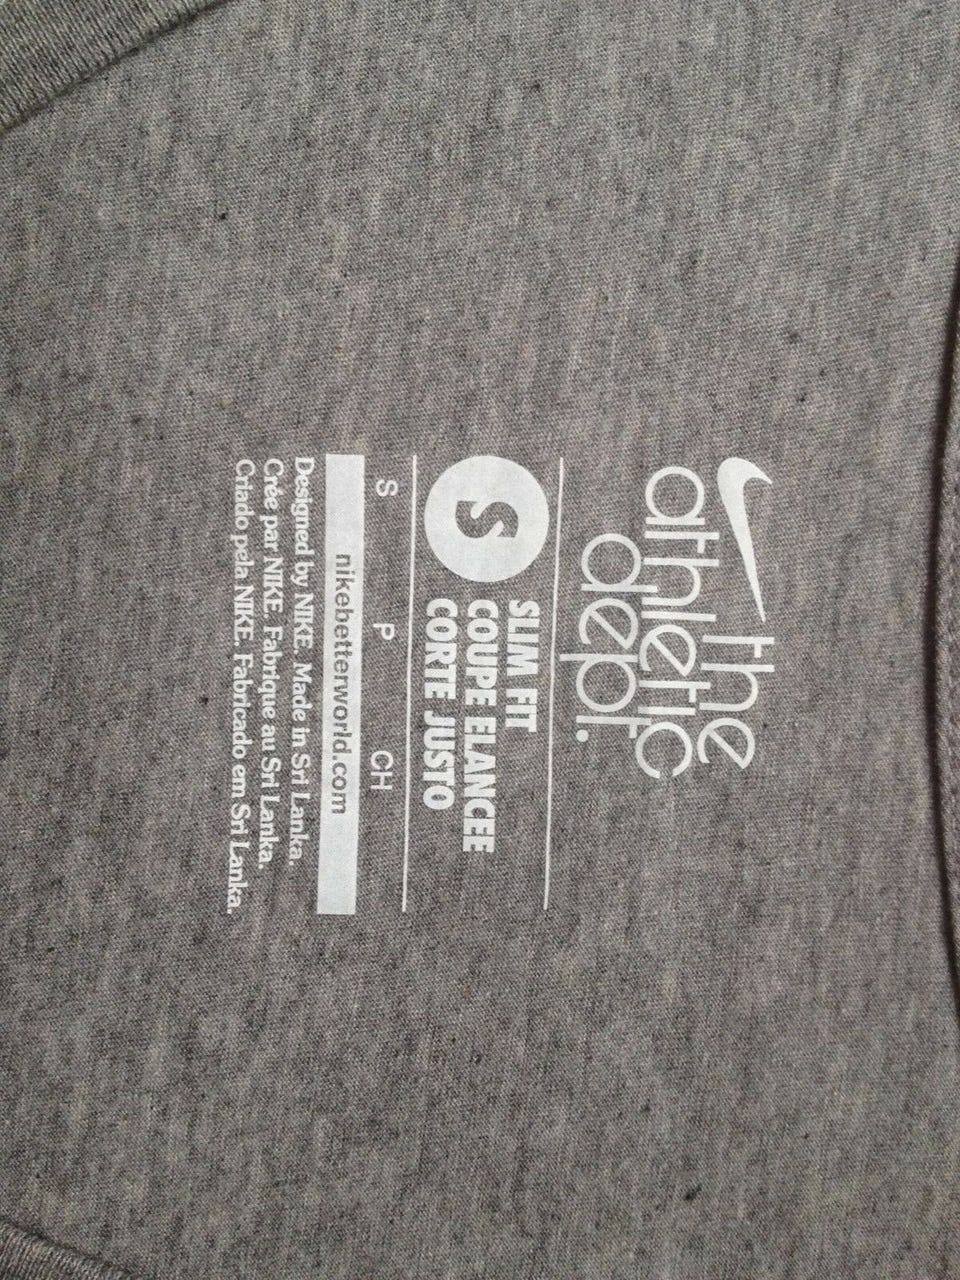 the
athletic
dept.
S
SLIM FIT
COUPE ELANCEE
CORTE JUSTO
S P CH
nikebetterworld.com
Designed by NIKE. Made in Sri Lanka.
Crée par NIKE. Fabrique au Sri Lanka.
Criado pela NIKE. Fabricado em Sri Lanka.